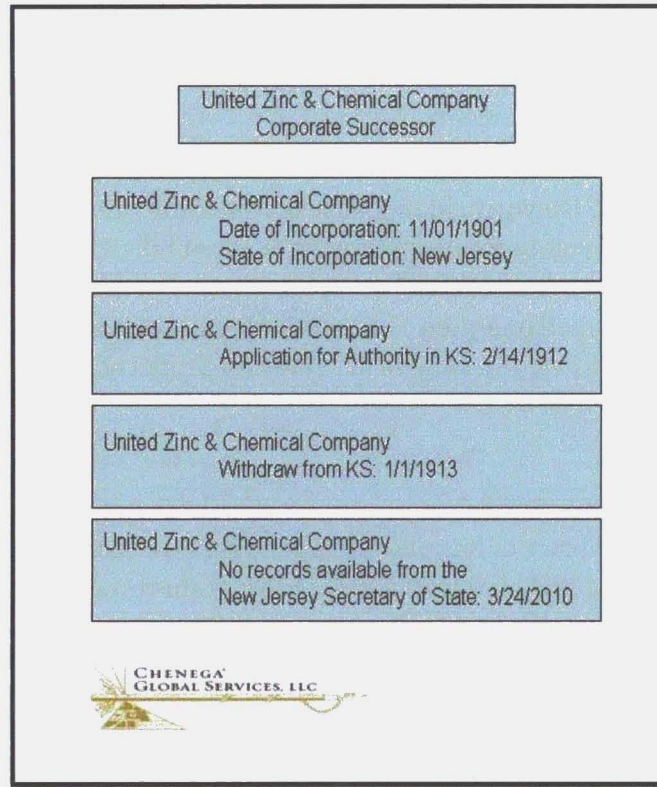 United Zinc & Chemical Company
Corporate Successor
United Zinc & Chemical Company
Date of Incorporation: 11/01/1901
State of Incorporation: New Jersey
United Zinc & Chemical Company
Application for Authority in KS: 2/14/1912
United Zinc & Chemical Company
Withdraw from KS: 1/1/1913
United Zinc & Chemical Company
No records available from the
New Jersey Secretary of State: 3/24/2010
CHENEGA
GLOBAL SERVICES, LLC